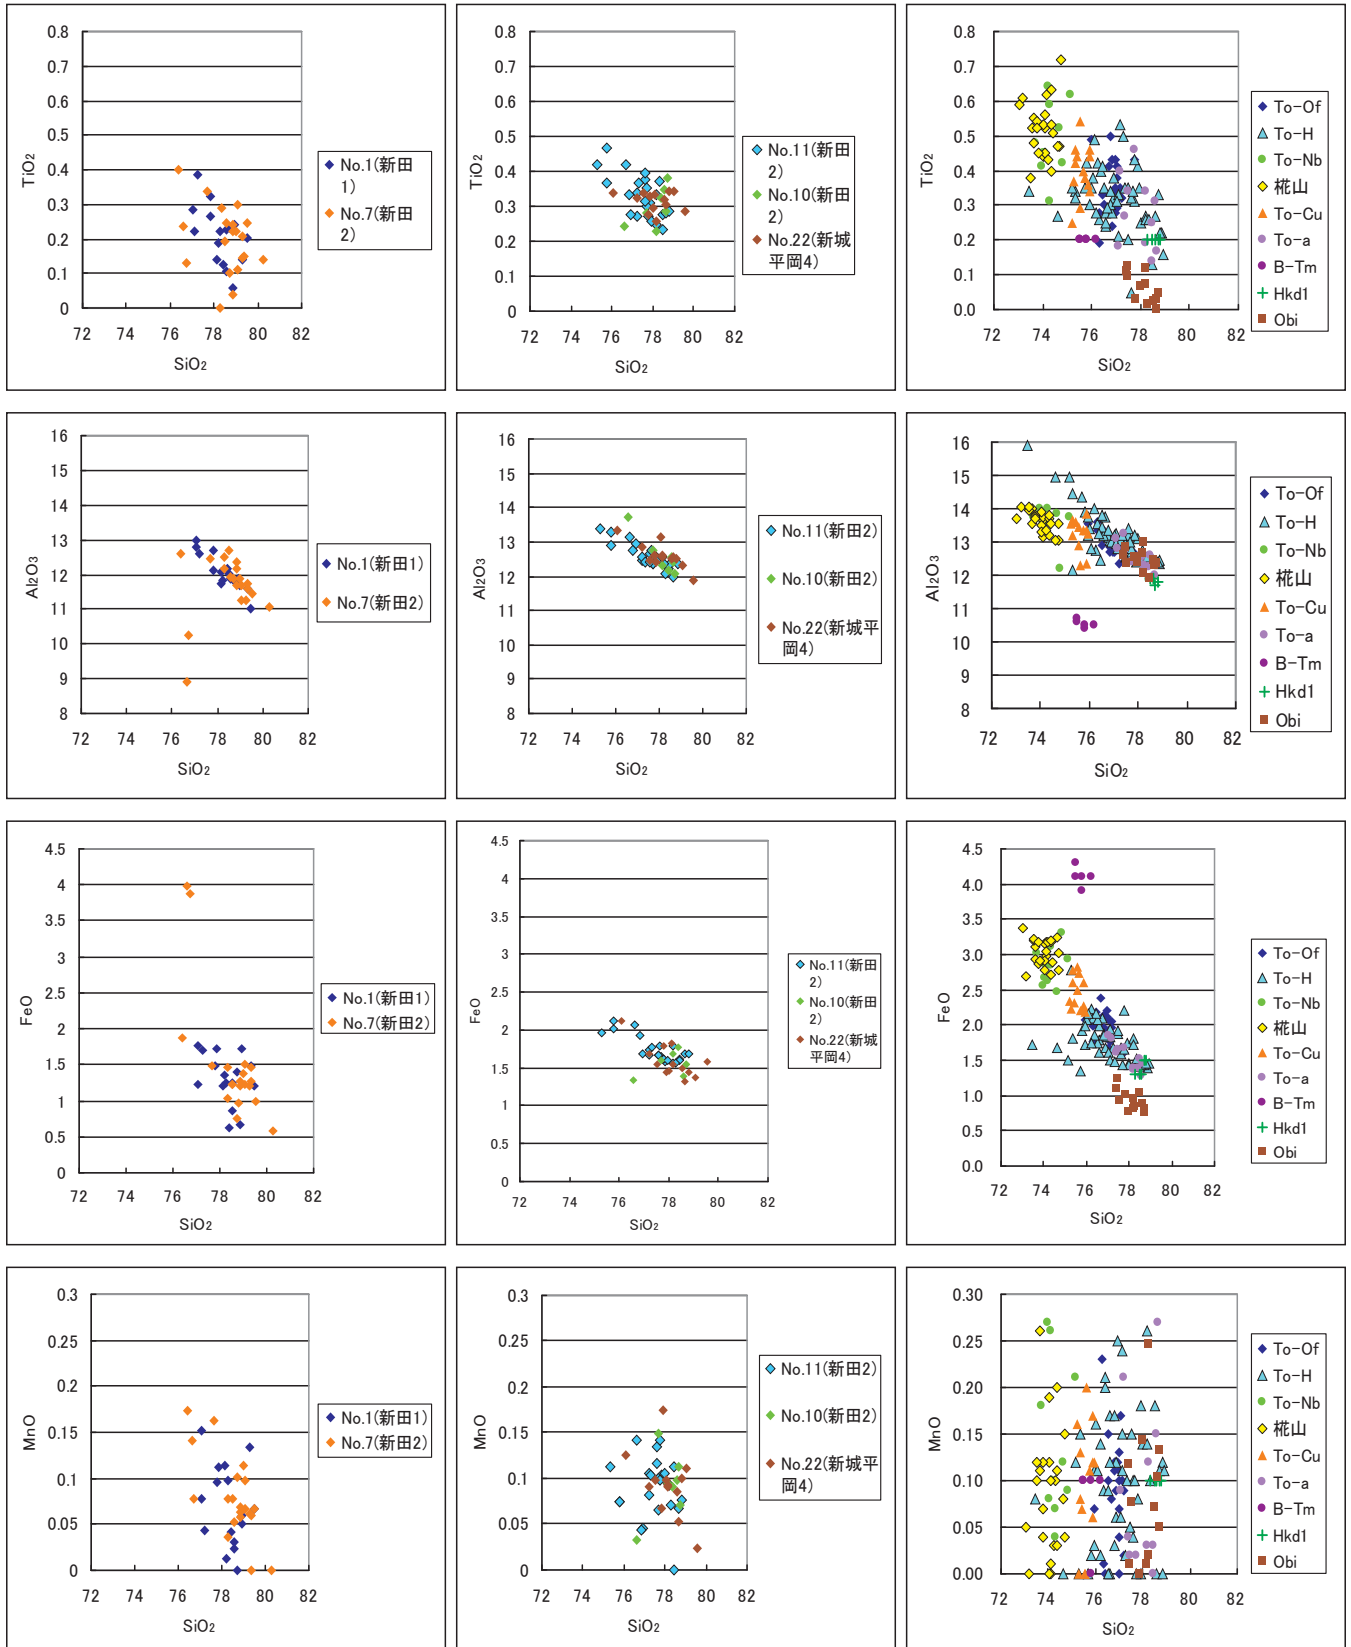 TiO2
0.8
0.7
0.6
0.5
0.4
0.3
0.2
0.1
0
72 74 76 78 80 82
SiO2
No.1(新田
1)
No.7(新田
2)
TiO2
0.8
0.7
0.6
0.5
0.4
0.3
0.2
0.1
0
72 74 76 78 80 82
SiO2
No.11(新田
2)
No.10(新田
2)
No.22(新城
平岡4)
TiO2
0.8
0.7
0.6
0.5
0.4
0.3
0.2
0.1
0.0
72 74 76 78 80 82
SiO2
To-Of
To-H
To-Nb
椛山
To-Cu
To-a
B-Tm
Hkd1
Obi
Al2O3
16
15
14
13
12
11
10
9
8
72 74 76 78 80 82
SiO2
No.1(新田1)
No.7(新田2)
Al2O3
16
15
14
13
12
11
10
9
8
72 74 76 78 80 82
SiO2
No.11(新田2)
No.10(新田2)
No.22(新城平
岡4)
Al2O3
16
15
14
13
12
11
10
9
8
72 74 76 78 80 82
SiO2
To-Of
To-H
To-Nb
椛山
To-Cu
To-a
B-Tm
Hkd1
Obi
FeO
4.5
4
3.5
3
2.5
2
1.5
1
0.5
0
72 74 76 78 80 82
SiO2
No.1(新田1)
No.7(新田2)
FeO
4.5
4
3.5
3
2.5
2
1.5
1
0.5
0
72 74 76 78 80 82
SiO2
No.11(新田
2)
No.10(新田
2)
No.22(新城
平岡4)
FeO
4.5
4.0
3.5
3.0
2.5
2.0
1.5
1.0
0.5
0.0
72 74 76 78 80 82
SiO2
To-Of
To-H
To-Nb
椛山
To-Cu
To-a
B-Tm
Hkd1
Obi
MnO
0.3
0.25
0.2
0.15
0.1
0.05
0
72 74 76 78 80 82
SiO2
No.1(新田1)
No.7(新田2)
MnO
0.3
0.25
0.2
0.15
0.1
0.05
0
72 74 76 78 80 82
SiO2
No.11(新田2)
No.10(新田2)
No.22(新城平
岡4)
MnO
0.30
0.25
0.20
0.15
0.10
0.05
0.00
72 74 76 78 80 82
SiO2
To-Of
To-H
To-Nb
椛山
To-Cu
To-a
B-Tm
Hkd1
Obi